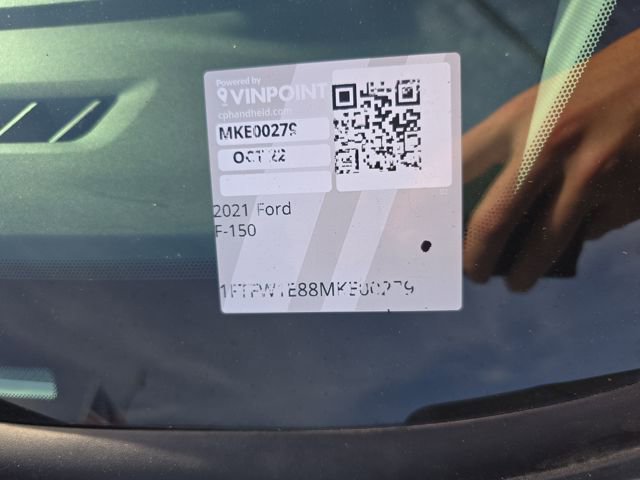 Powered by
VINPOINT
cphandheld.com
MKE00279
OCT 22
2021 Ford
F-150
1FTFW1E88MKE00279